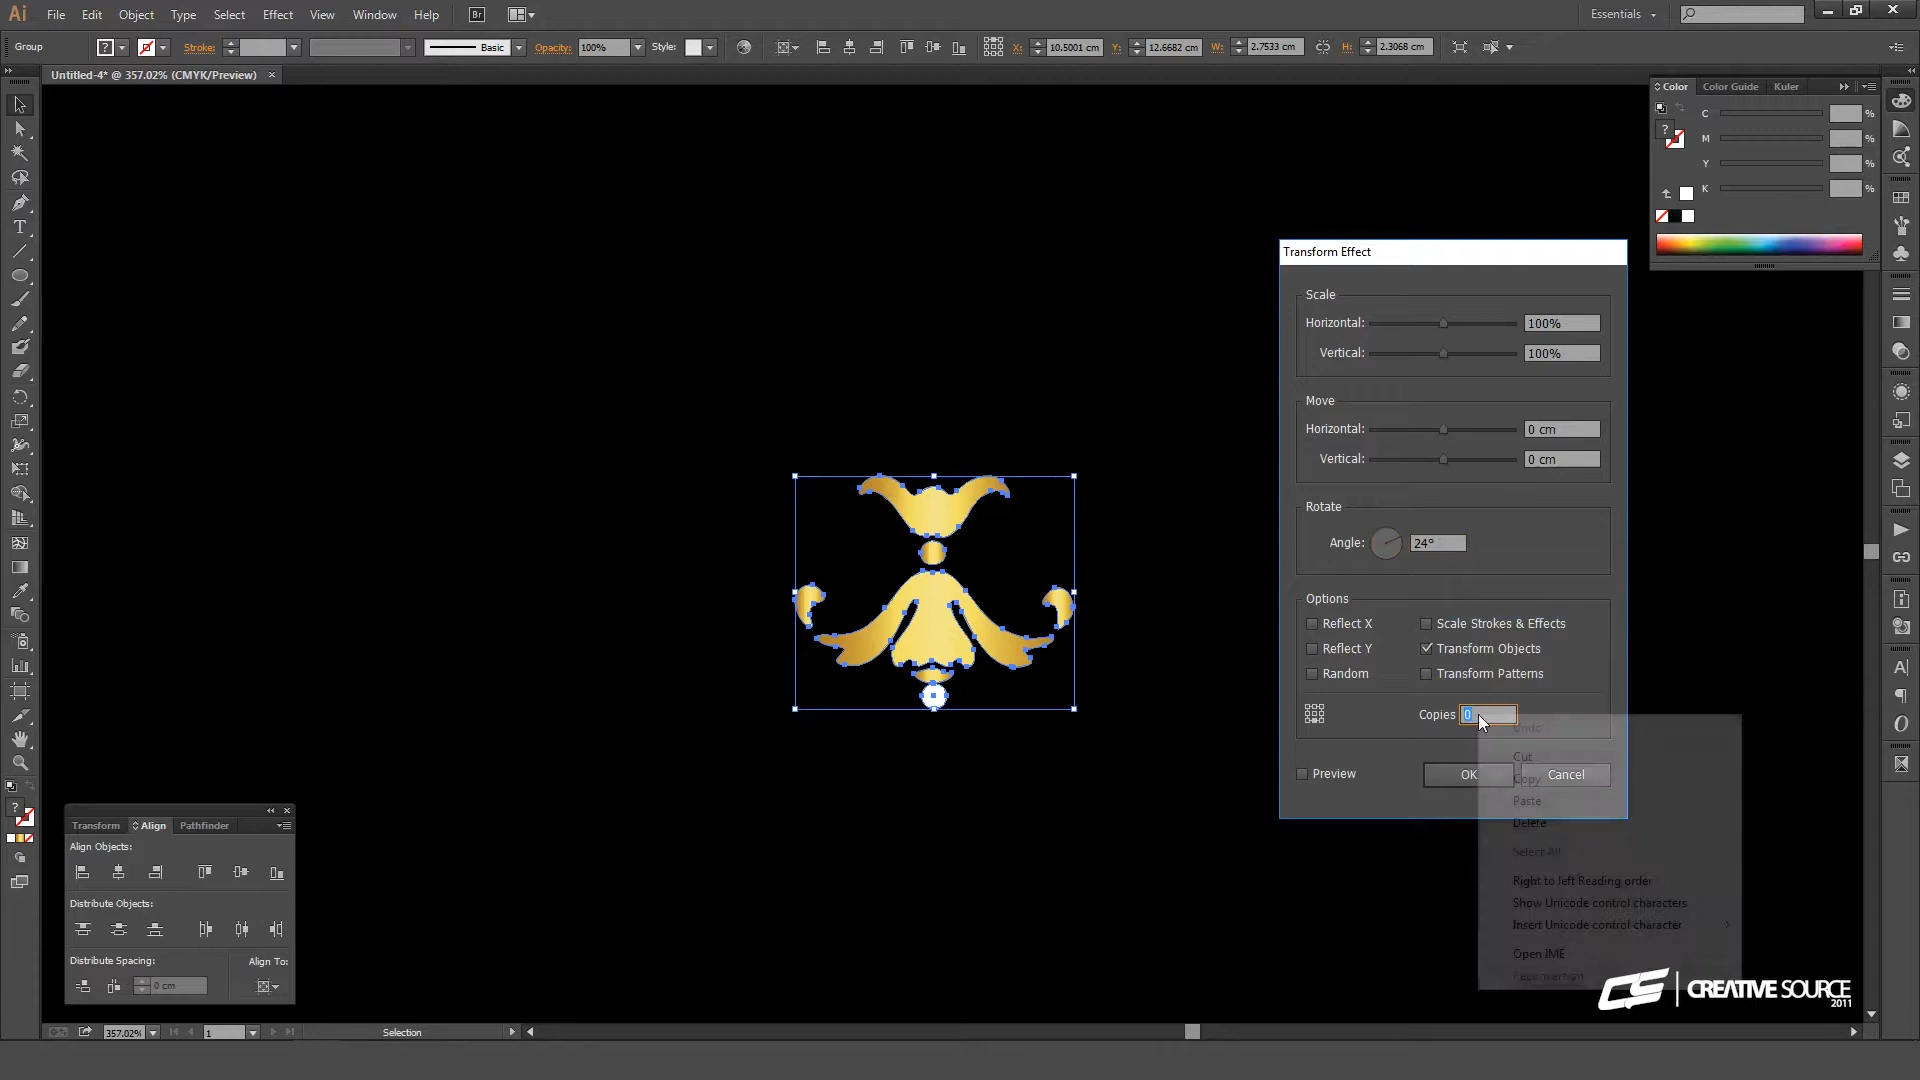 Ai File Edit Object Type Select Effect View Window Help Br Essentials
Group ? Stroke: Basic Opacity: 100% Style: X: 10.5001 cm Y: 12.6682 cm W: 2.7533 cm H: 2.3068 cm
Untitled-4* @ 357.02% (CMYK/Preview) ×
Color Color Guide Kuler
C %
M %
Y %
K %
?
Transform Effect
Scale
Horizontal: 100%
Vertical: 100%
Move
Horizontal: 0 cm
Vertical: 0 cm
Rotate
Angle: 24°
Options
Reflect X Scale Strokes & Effects
Reflect Y Transform Objects
Random Transform Patterns
Copies 0
Preview OK Cancel
Undo
Cut
Copy
Paste
Delete
Select All
Right to left Reading order
Show Unicode control characters
Insert Unicode control character
Open IME
Transform Align Pathfinder
Align Objects:
Distribute Objects:
Distribute Spacing: Align To:
0 cm
CS CREATIVE SOURCE
2011
357.02% 1 Selection